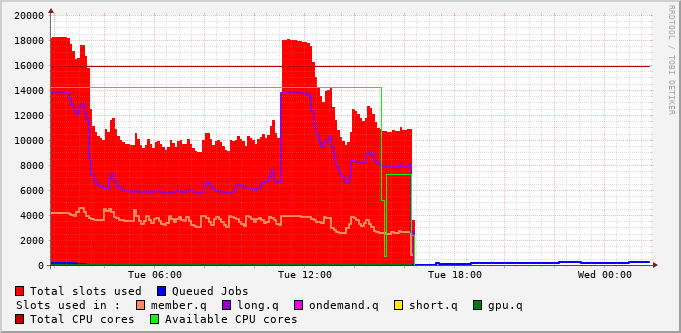 20000
18000
16000
14000
12000
10000
8000
6000
4000
2000
0
Tue 06:00 Tue 12:00 Tue 18:00 Wed 00:00
RRDTOOL / TOBI OETIKER
Total slots used Queued Jobs
Slots used in : member.q long.q ondemand.q short.q gpu.q
Total CPU cores Available CPU cores